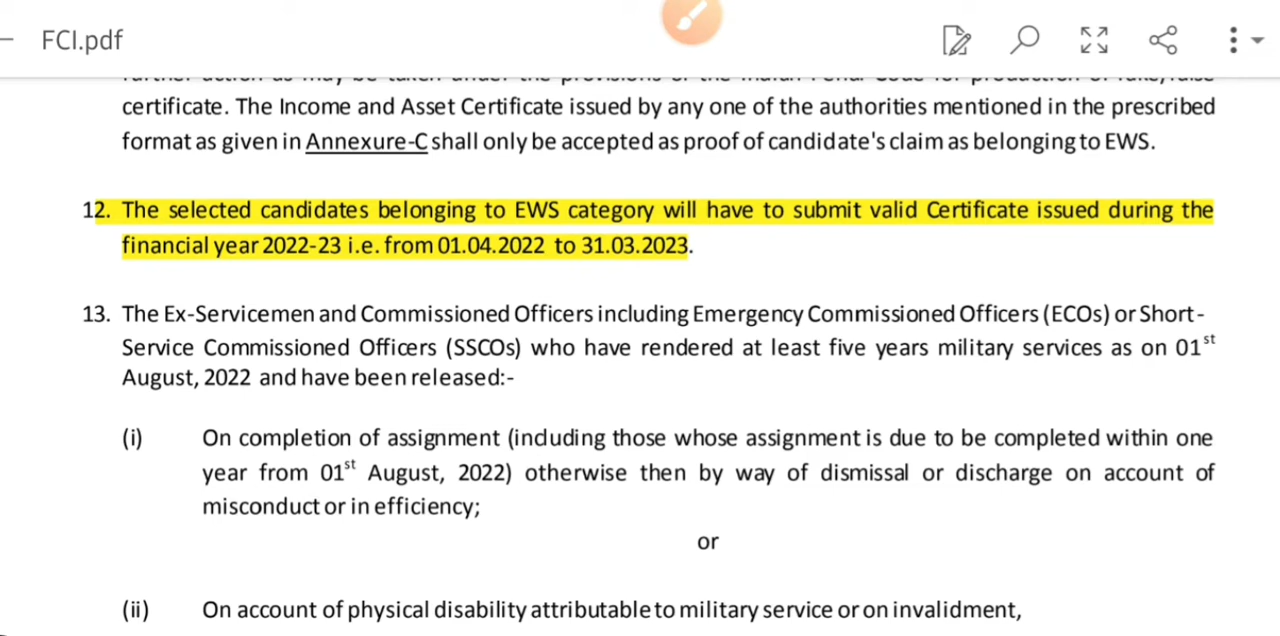 FCI.pdf
certificate. The Income and Asset Certificate issued by any one of the authorities mentioned in the prescribed
format as given in Annexure-C shall only be accepted as proof of candidate's claim as belonging to EWS.
12. The selected candidates belonging to EWS category will have to submit valid Certificate issued during the
financial year 2022-23 i.e. from 01.04.2022 to 31.03.2023.
13. The Ex-Servicemen and Commissioned Officers including Emergency Commissioned Officers (ECOs) or Short-
Service Commissioned Officers (SSCOs) who have rendered at least five years military services as on 01st
August, 2022 and have been released:-
(i) On completion of assignment (including those whose assignment is due to be completed within one
year from 01st August, 2022) otherwise then by way of dismissal or discharge on account of
misconduct or in efficiency;
or
(ii) On account of physical disability attributable to military service or on invalidment,